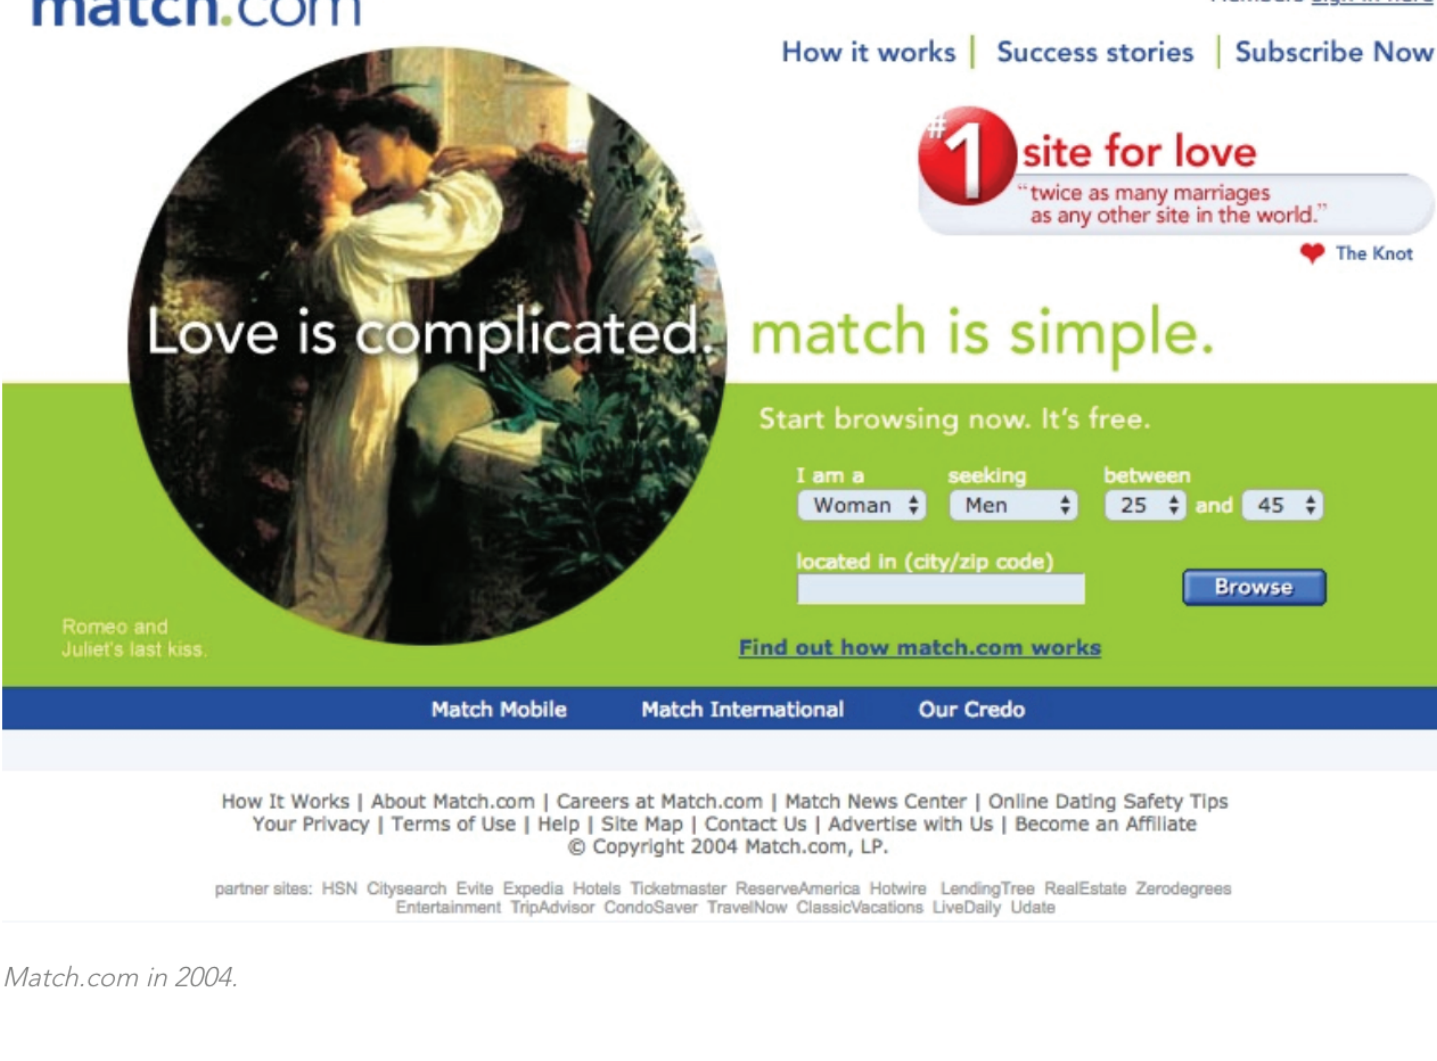 match.com
Members sign in here
How it works | Success stories | Subscribe Now
#1 site for love
“twice as many marriages
as any other site in the world.”
The Knot
Love is complicated. match is simple.
Start browsing now. It's free.
I am a seeking between
Woman Men 25 and 45
located in (city/zip code)
Browse
Romeo and
Juliet's last kiss.
Find out how match.com works
Match Mobile Match International Our Credo
How It Works | About Match.com | Careers at Match.com | Match News Center | Online Dating Safety Tips
Your Privacy | Terms of Use | Help | Site Map | Contact Us | Advertise with Us | Become an Affiliate
© Copyright 2004 Match.com, LP.
partner sites: HSN Citysearch Evite Expedia Hotels Ticketmaster ReserveAmerica Hotwire LendingTree RealEstate Zerodegrees
Entertainment TripAdvisor CondoSaver TravelNow ClassicVacations LiveDaily Udate
Match.com in 2004.